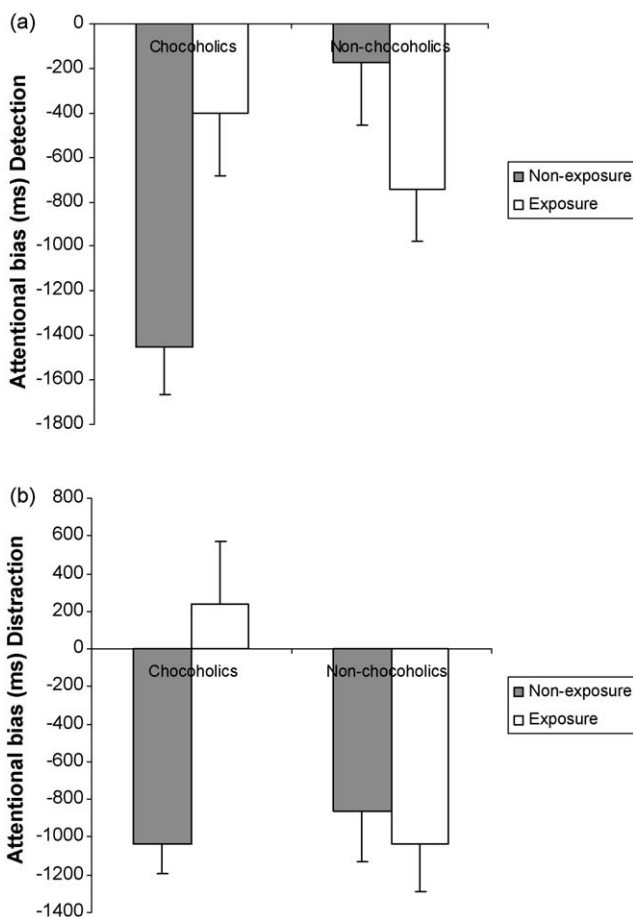 (a)
Attentional bias (ms) Detection
0
-200
-400
-600
-800
-1000
-1200
-1400
-1600
-1800
Chocoholics
Non-chocoholics
Non-exposure
Exposure
(b)
Attentional bias (ms) Distraction
800
600
400
200
0
-200
-400
-600
-800
-1000
-1200
-1400
Chocoholics
Non-chocoholics
Non-exposure
Exposure